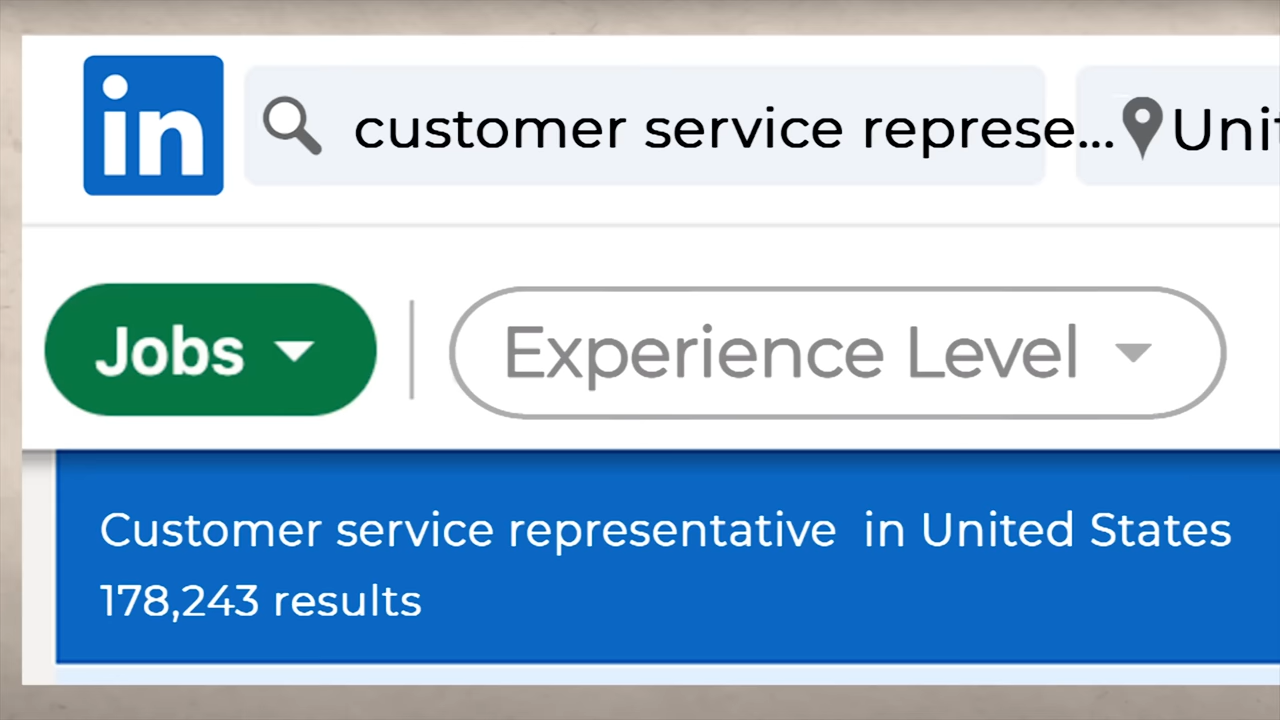 in
customer service represe...
Unit
Jobs
Experience Level
Customer service representative in United States
178,243 results